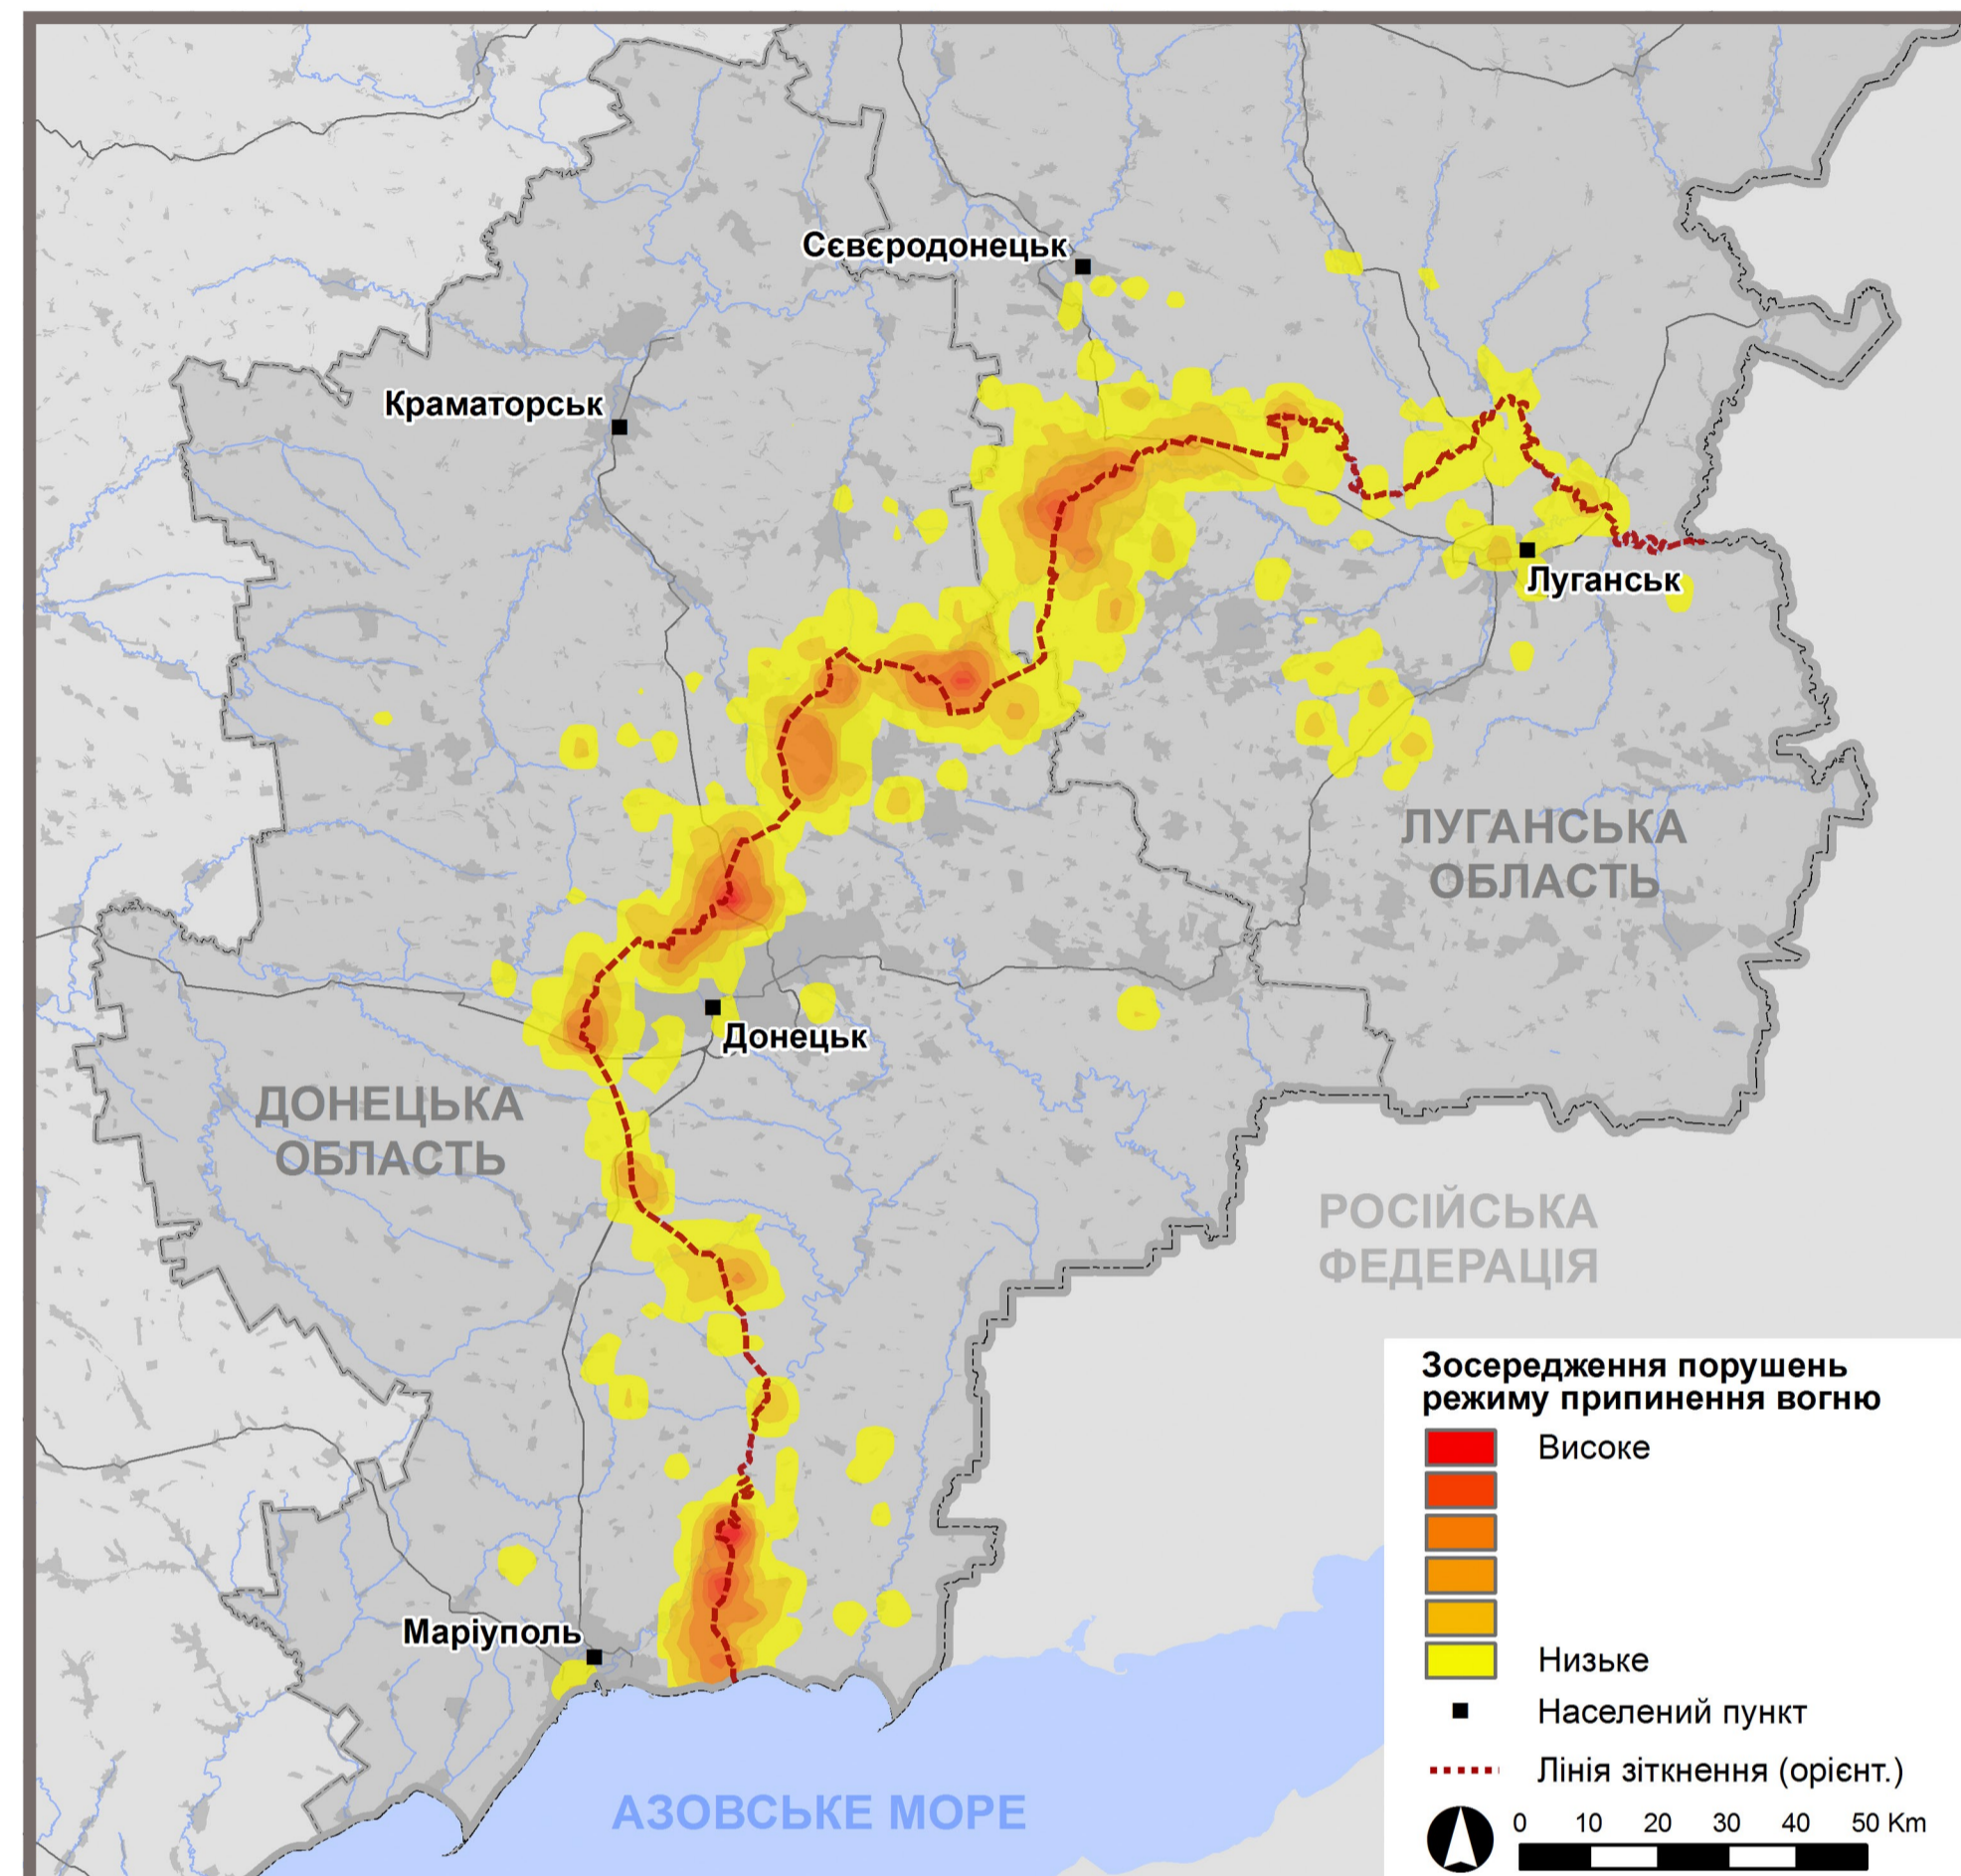 Сєвєродонецьк
Краматорськ
Луганськ
ЛУГАНСЬКА
ОБЛАСТЬ
Донецьк
ДОНЕЦЬКА
ОБЛАСТЬ
РОСІЙСЬКА
ФЕДЕРАЦІЯ
Маріуполь
АЗОВСЬКЕ МОРЕ
Зосередження порушень
режиму припинення вогню
Високе
Низьке
Населений пункт
Лінія зіткнення (орієнт.)
0 10 20 30 40 50 Km